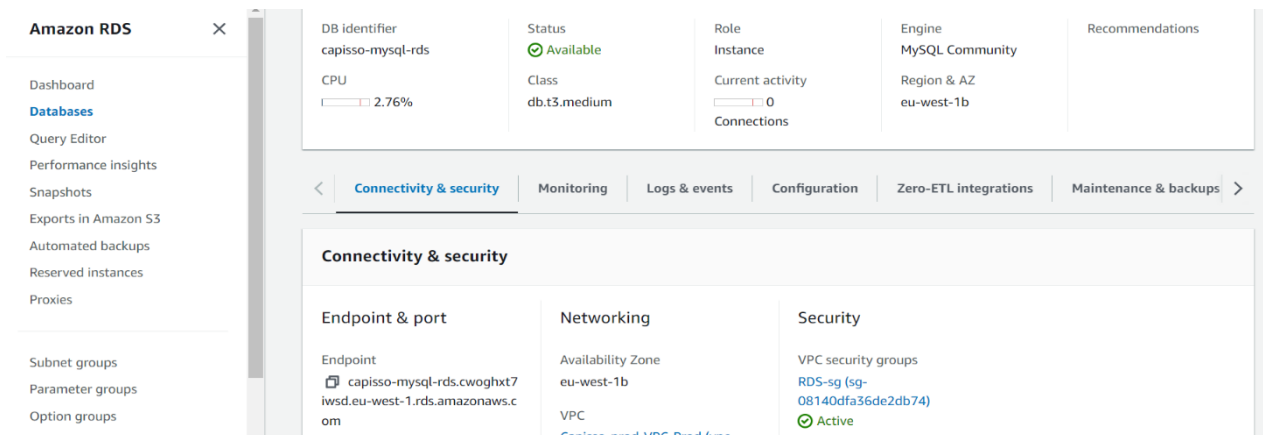 Amazon RDS
Dashboard
Databases
Query Editor
Performance insights
Snapshots
Exports in Amazon S3
Automated backups
Reserved instances
Proxies
Subnet groups
Parameter groups
Option groups
DB identifier
capisso-mysql-rds
Status
Available
Role
Instance
Engine
MySQL Community
Recommendations
CPU
2.76%
Class
db.t3.medium
Current activity
0
Connections
Region & AZ
eu-west-1b
Connectivity & security
Monitoring
Logs & events
Configuration
Zero-ETL integrations
Maintenance & backups
Connectivity & security
Endpoint & port
Endpoint
capisso-mysql-rds.cwoghxt7
iwsd.eu-west-1.rds.amazonaws.c
om
Networking
Availability Zone
eu-west-1b
VPC
Capisso-prod-VPC-Prod (vpc-
Security
VPC security groups
RDS-sg (sg-
08140dfa36de2db74)
Active